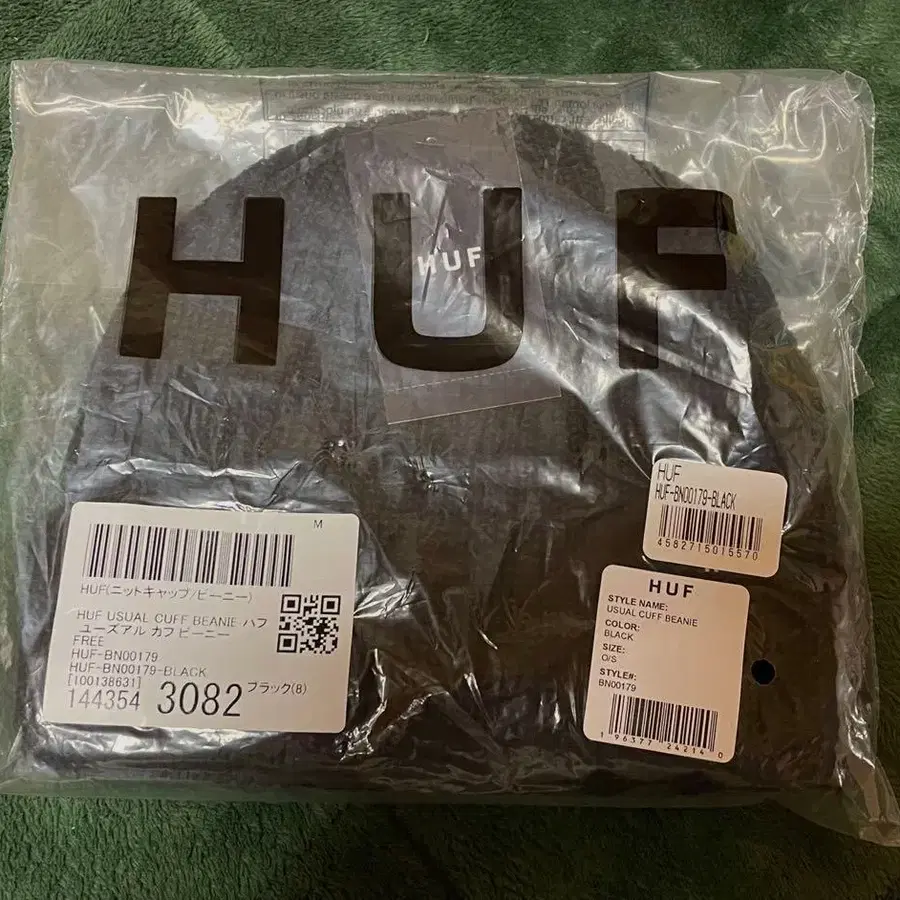 HUF
HUF
HUF
HUF-BN00179-BLACK
4582715015570
M
HUF(ニットキャップ/ビーニー)
HUF USUAL CUFF BEANIE ハフ
ューズアル カフ ビーニー
FREE
HUF-BN00179
HUF-BN00179-BLACK
[100138631]
144354 3082 ブラック(8)
HUF
STYLE NAME:
USUAL CUFF BEANIE
COLOR:
BLACK
SIZE:
O/S
STYLE#:
BN00179
1 96377 24214 0